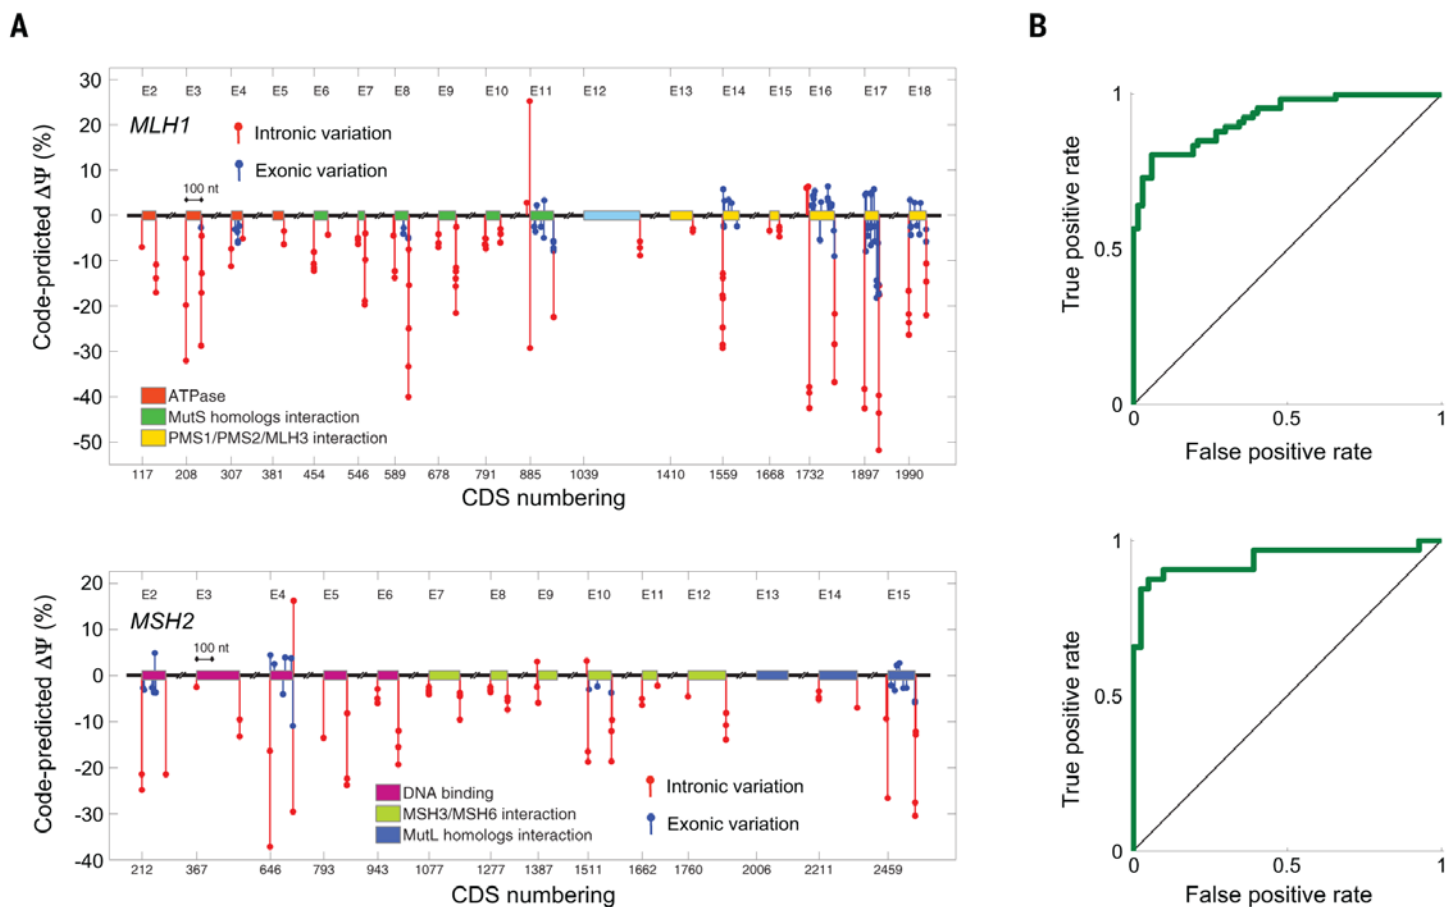 A
30
20
10
0
-10
-20
-30
-40
-50
Code-prdicted ΔΨ (%)
E2 E3 E4 E5 E6 E7 E8 E9 E10 E11 E12 E13 E14 E15 E16 E17 E18
MLH1
Intronic variation
Exonic variation
100 nt
ATPase
MutS homologs interaction
PMS1/PMS2/MLH3 interaction
117 208 307 381 454 546 589 678 791 885 1039 1410 1559 1668 1732 1897 1990
CDS numbering
20
10
0
-10
-20
-30
-40
Code-predicted ΔΨ (%)
E2 E3 E4 E5 E6 E7 E8 E9 E10 E11 E12 E13 E14 E15
MSH2
100 nt
DNA binding
MSH3/MSH6 interaction
MutL homologs interaction
Intronic variation
Exonic variation
212 367 646 793 943 1077 1277 1387 1511 1662 1760 2006 2211 2459
CDS numbering
B
1
0.5
0
True positive rate
0 0.5 1
False positive rate
1
0.5
0
True positive rate
0 0.5 1
False positive rate